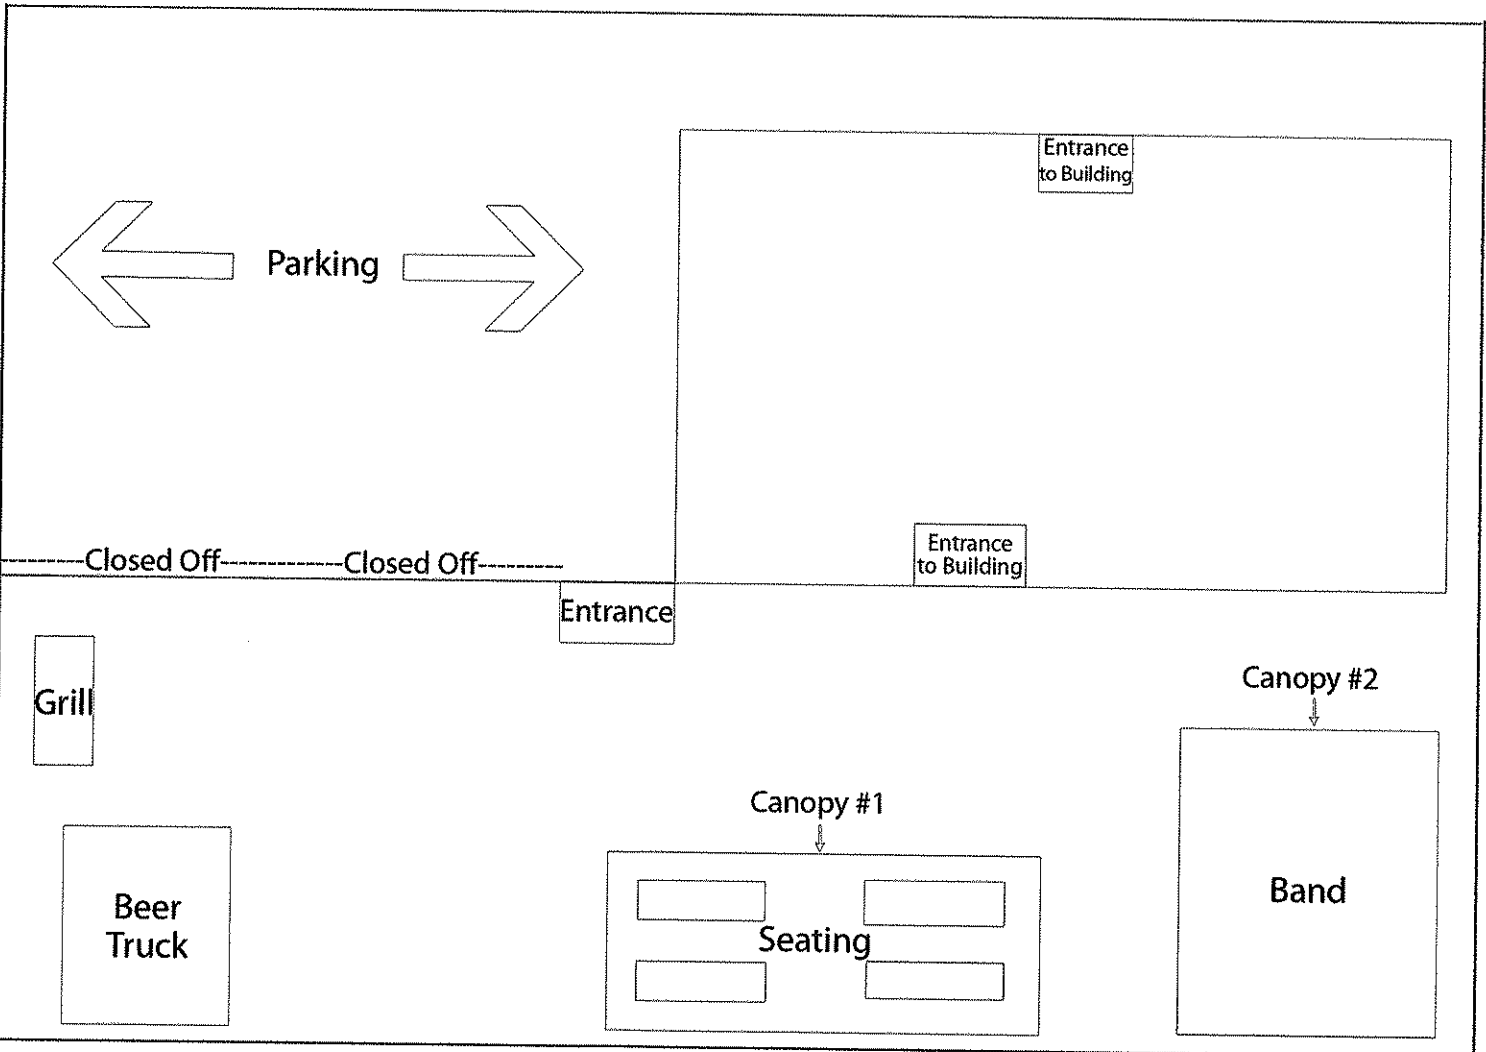 Entrance
to Building
Parking
---------Closed Off-------------Closed Off---------
Entrance
to Building
Entrance
Grill
Canopy #2
Canopy #1
Beer
Truck
Seating
Band